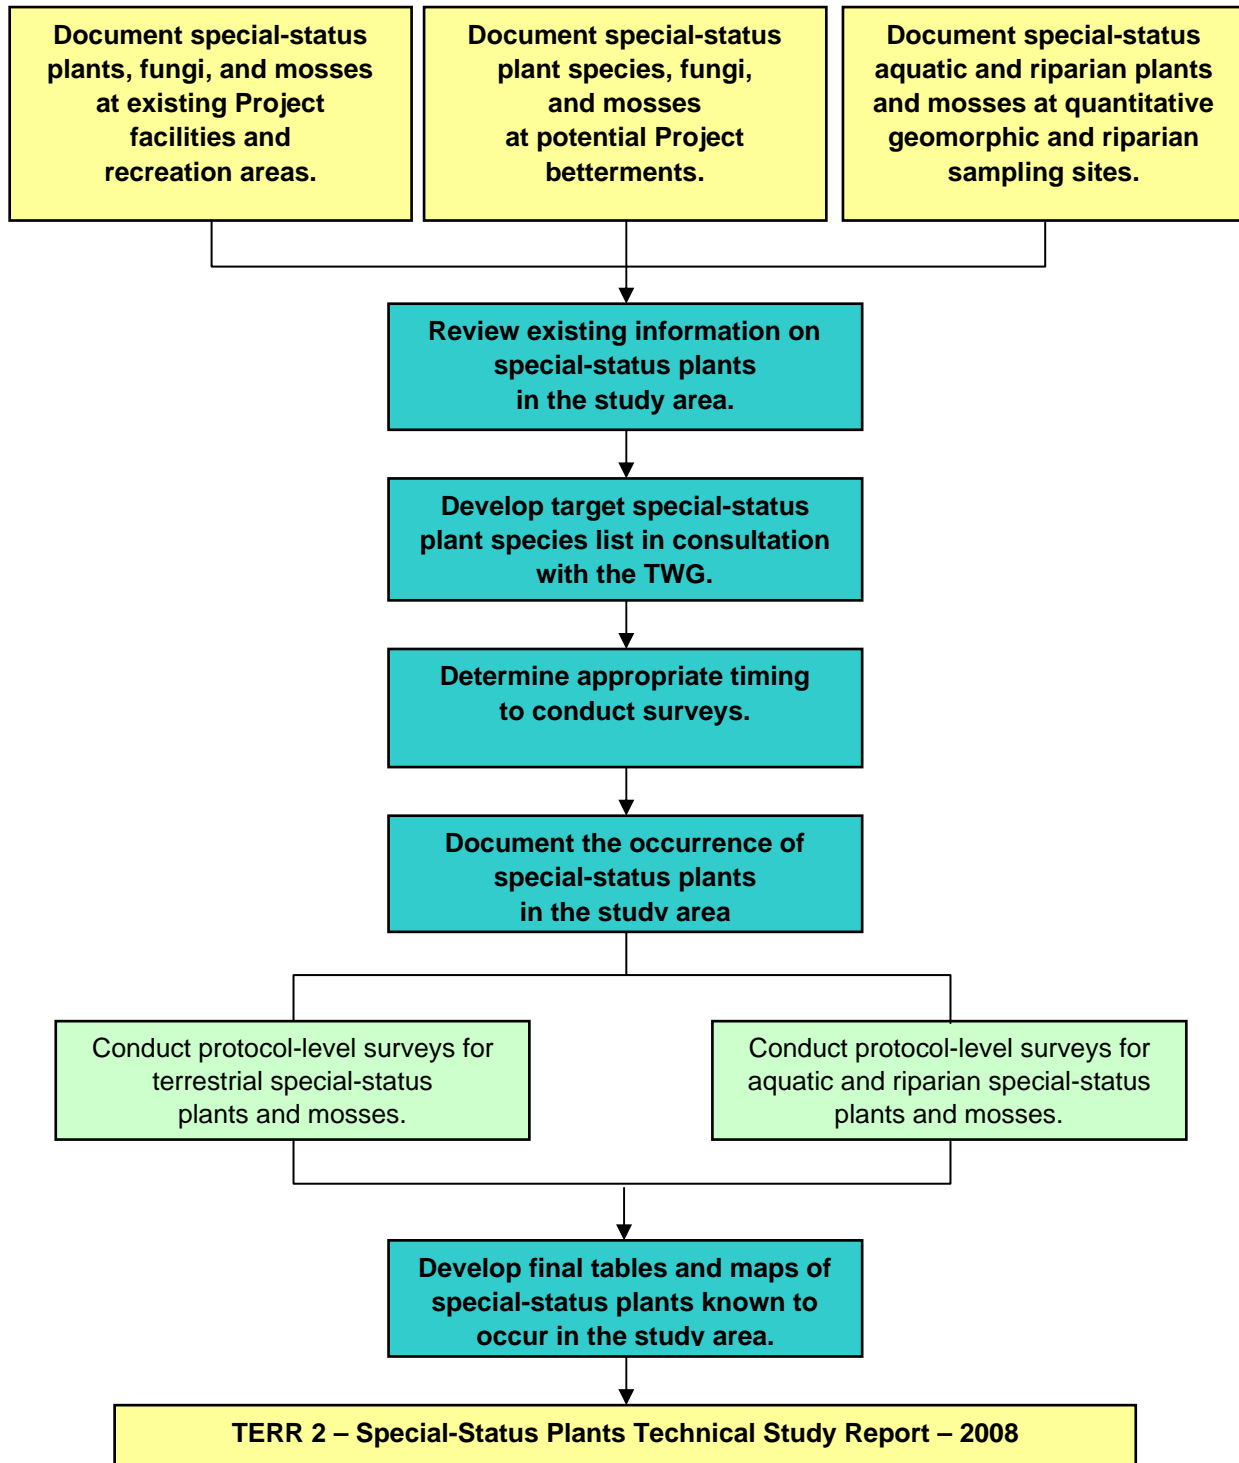 Document special-status
plants, fungi, and mosses
at existing Project
facilities and
recreation areas.
Document special-status
plant species, fungi,
and mosses
at potential Project
betterments.
Document special-status
aquatic and riparian plants
and mosses at quantitative
geomorphic and riparian
sampling sites.
Review existing information on
special-status plants
in the study area.
Develop target special-status
plant species list in consultation
with the TWG.
Determine appropriate timing
to conduct surveys.
Document the occurrence of
special-status plants
in the study area
Conduct protocol-level surveys for
terrestrial special-status
plants and mosses.
Conduct protocol-level surveys for
aquatic and riparian special-status
plants and mosses.
Develop final tables and maps of
special-status plants known to
occur in the study area.
TERR 2 – Special-Status Plants Technical Study Report – 2008